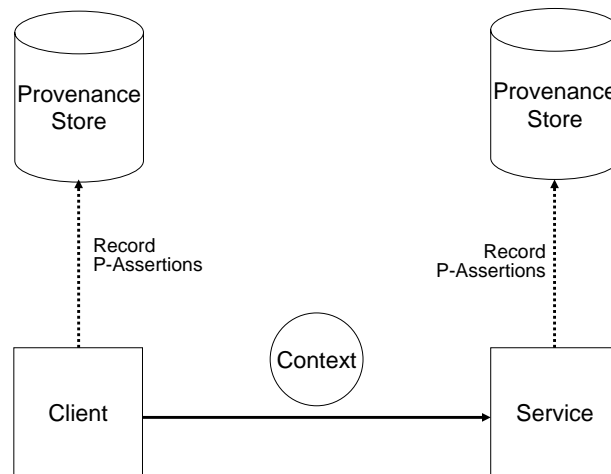 Provenance
Store
Provenance
Store
Record
P-Assertions
Record
P-Assertions
Context
Client
Service